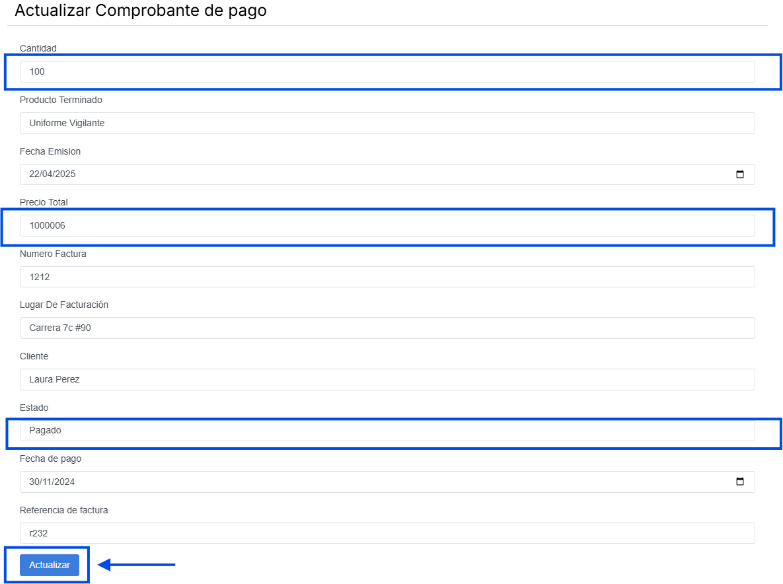 Actualizar Comprobante de pago
Cantidad
100
Producto Terminado
Uniforme Vigilante
Fecha Emision
22/04/2025
Precio Total
1000006
Numero Factura
1212
Lugar De Facturación
Carrera 7c #90
Cliente
Laura Perez
Estado
Pagado
Fecha de pago
30/11/2024
Referencia de factura
r232
Actualizar